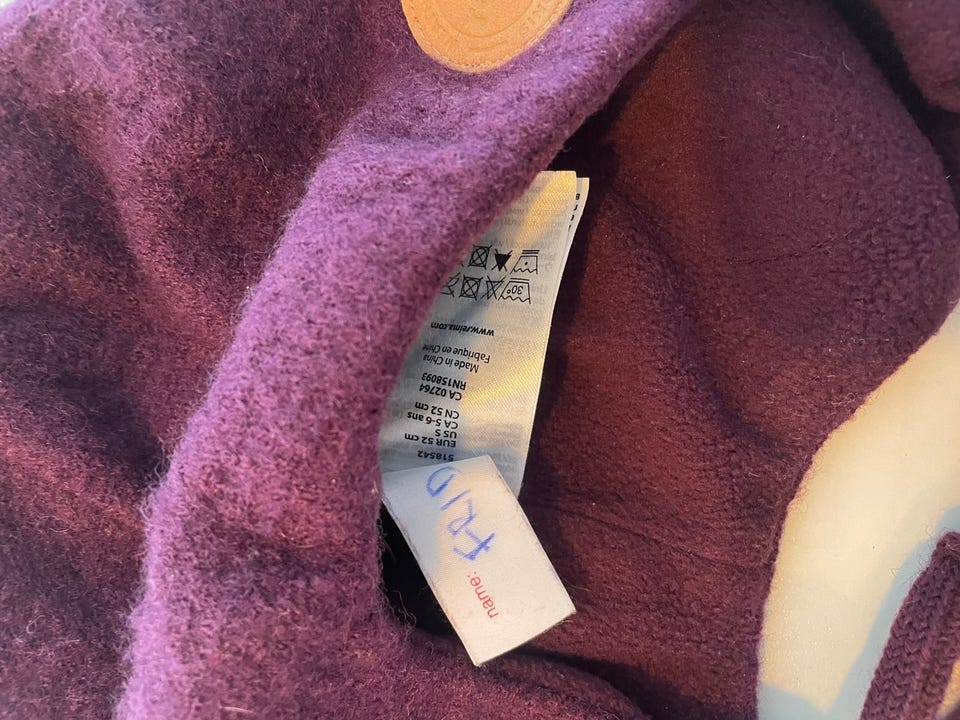 518542
EUR 52 cm
US S
CA-5-6 ans
CN 52 cm
CA 02764
RN158093
Made in China
Fabriqué en Chine
www.reima.com
30°
name: FRID